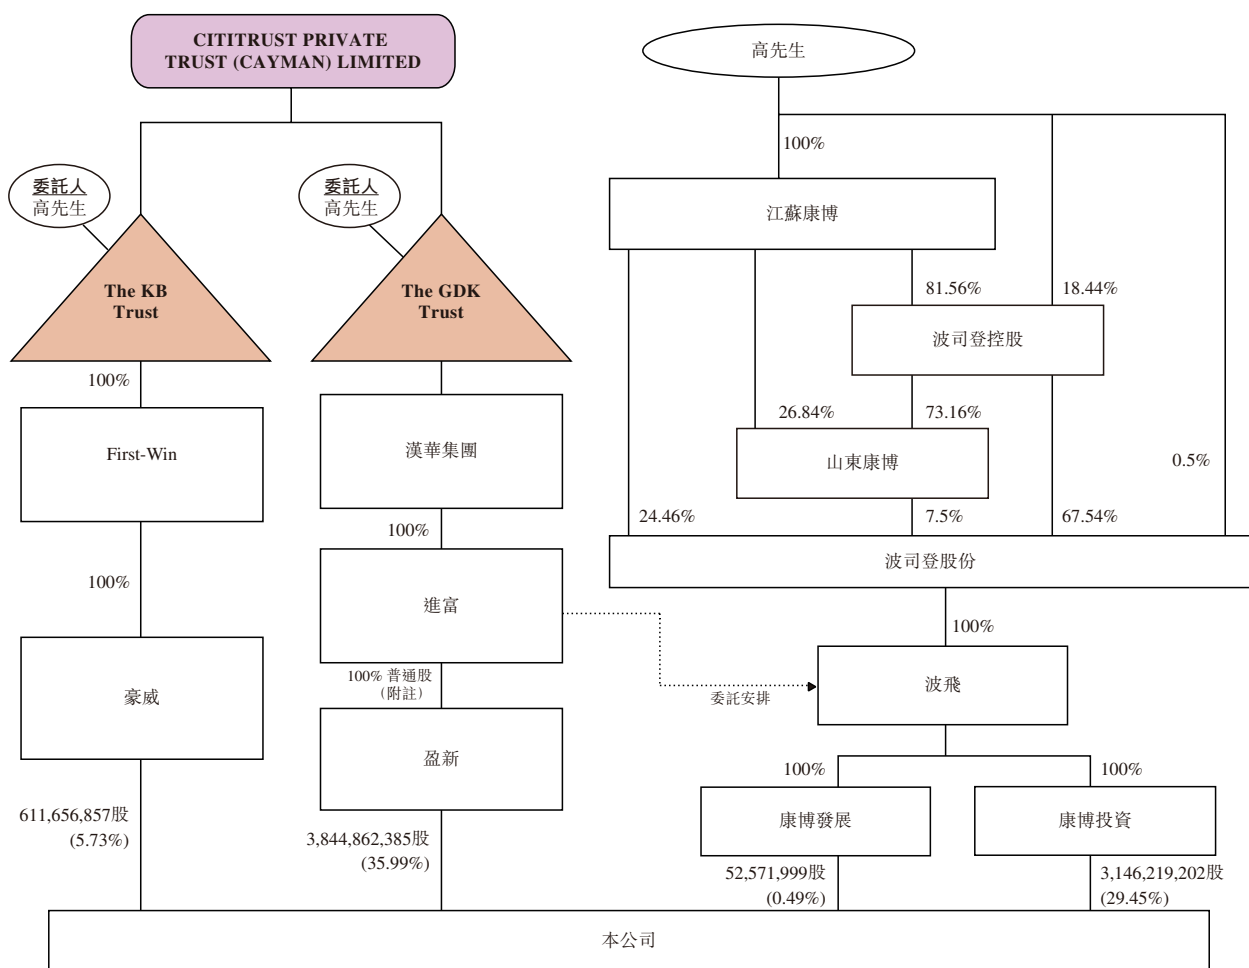 CITITRUST PRIVATE
TRUST (CAYMAN) LIMITED
高先生
100%
委託人
高先生
委託人
高先生
江蘇康博
The KB
Trust
The GDK
Trust
81.56%
18.44%
波司登控股
100%
26.84%
73.16%
First-Win
漢華集團
山東康博
0.5%
100%
24.46%
7.5%
67.54%
波司登股份
100%
進富
100%
100% 普通股
(附註)
委託安排
波飛
豪威
盈新
100%
100%
康博發展
康博投資
611,656,857股
(5.73%)
3,844,862,385股
(35.99%)
52,571,999股
(0.49%)
3,146,219,202股
(29.45%)
本公司